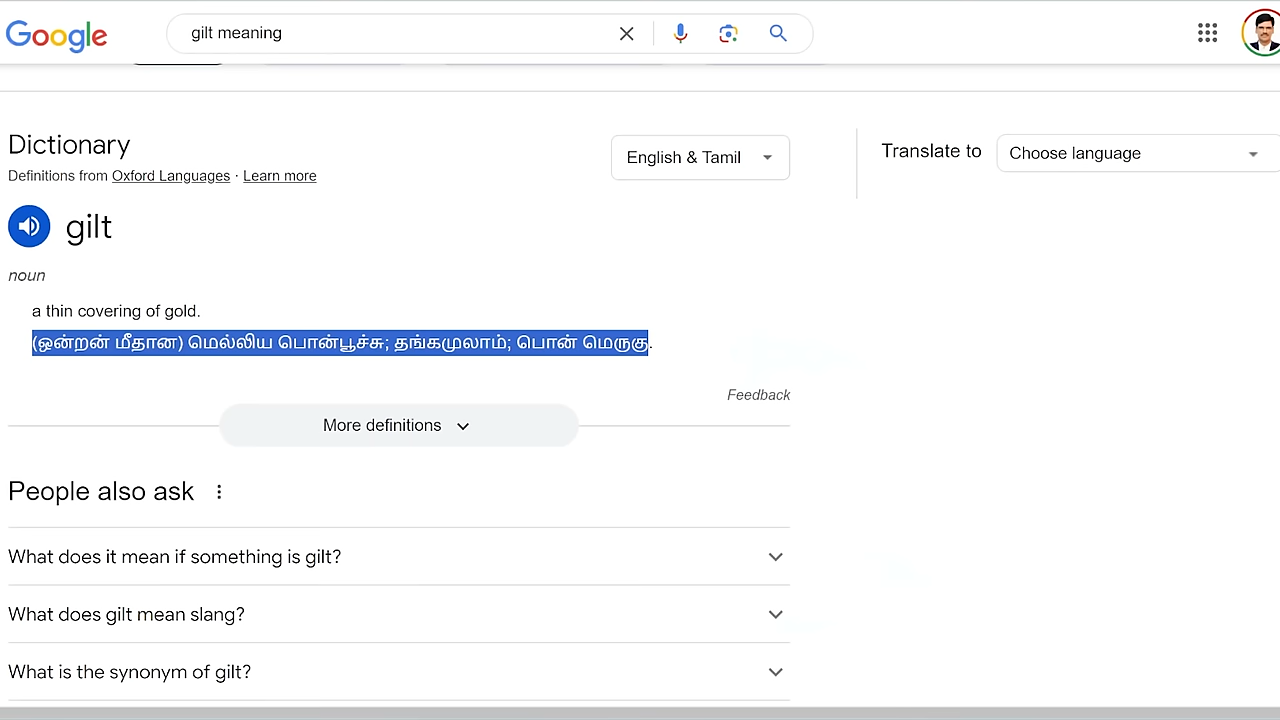 Google
gilt meaning
Dictionary
English & Tamil
Translate to
Choose language
Definitions from Oxford Languages · Learn more
gilt
noun
a thin covering of gold.
(ஒன்றன் மீதான) மெல்லிய பொன்பூச்சு; தங்கமுலாம்; பொன் மெருகு.
Feedback
More definitions
People also ask
What does it mean if something is gilt?
What does gilt mean slang?
What is the synonym of gilt?